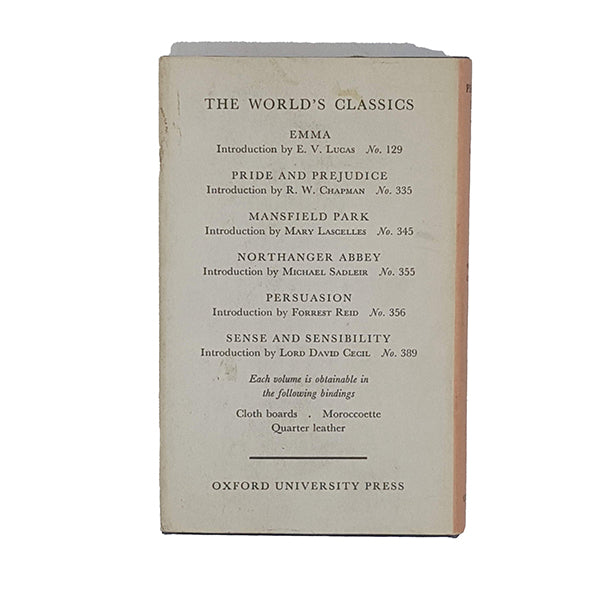 THE WORLD'S CLASSICS
EMMA
Introduction by E. V. Lucas No. 129
PRIDE AND PREJUDICE
Introduction by R. W. Chapman No. 335
MANSFIELD PARK
Introduction by Mary Lascelles No. 345
NORTHANGER ABBEY
Introduction by Michael Sadleir No. 355
PERSUASION
Introduction by Forrest Reid No. 356
SENSE AND SENSIBILITY
Introduction by Lord David Cecil No. 389
Each volume is obtainable in
the following bindings
Cloth boards . Moroccoette
Quarter leather
OXFORD UNIVERSITY PRESS